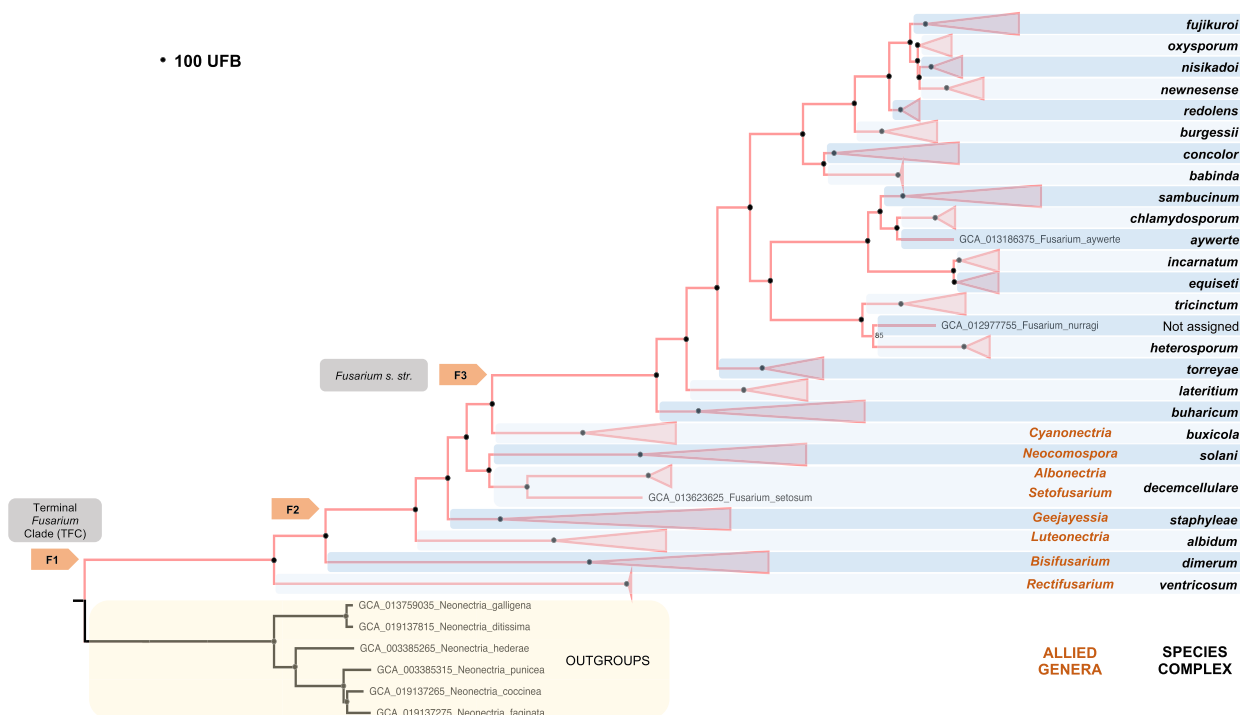 100 UFB
fujikuroi
oxysporum
nisikadoi
newnesense
redolens
burgessii
concolor
babinda
sambucinum
chlamydosporum
GCA_013186375_Fusarium_aywerte aywerte
incarnatum
equiseti
tricinctum
GCA_012977755_Fusarium_nurragi Not assigned
85
heterosporum
Fusarium s. str. F3
torreyae
lateritium
buharicum
Cyanonectria buxicola
Neocomospora solani
Albonectria
GCA_013623625_Fusarium_setosum Setofusarium decemcellulare
Terminal
Fusarium
Clade (TFC)
F2
Geejayessia staphyleae
Luteonectria albidum
F1
Bisifusarium dimerum
Rectifusarium ventricosum
GCA_013759035_Neonectria_galligena
GCA_019137815_Neonectria_ditissima
GCA_003385265_Neonectria_hederae
GCA_003385315_Neonectria_punicea
GCA_019137265_Neonectria_coccinea
GCA_019137275_Neonectria_faginata
OUTGROUPS
ALLIED
GENERA
SPECIES
COMPLEX